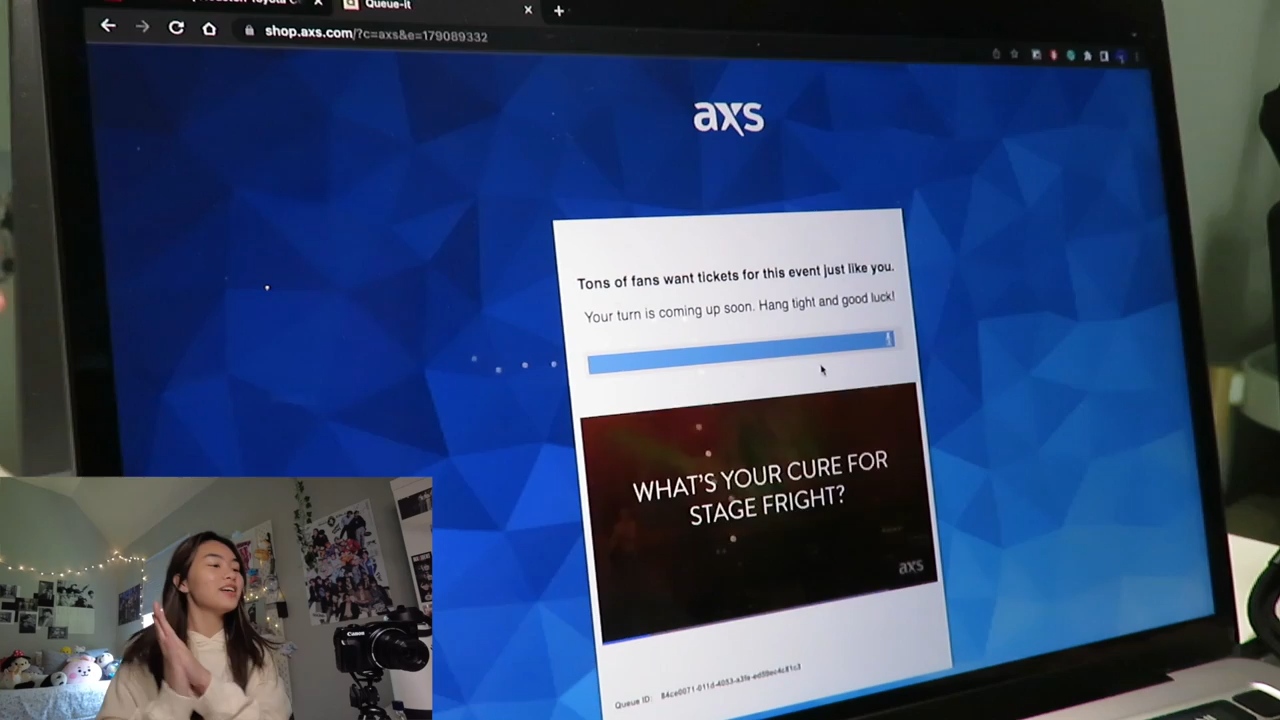 Queue-it
shop.axs.com/?c=axs&e=179089332
axs
Tons of fans want tickets for this event just like you.
Your turn is coming up soon. Hang tight and good luck!
WHAT'S YOUR CURE FOR
STAGE FRIGHT?
axs
Queue ID:
Canon